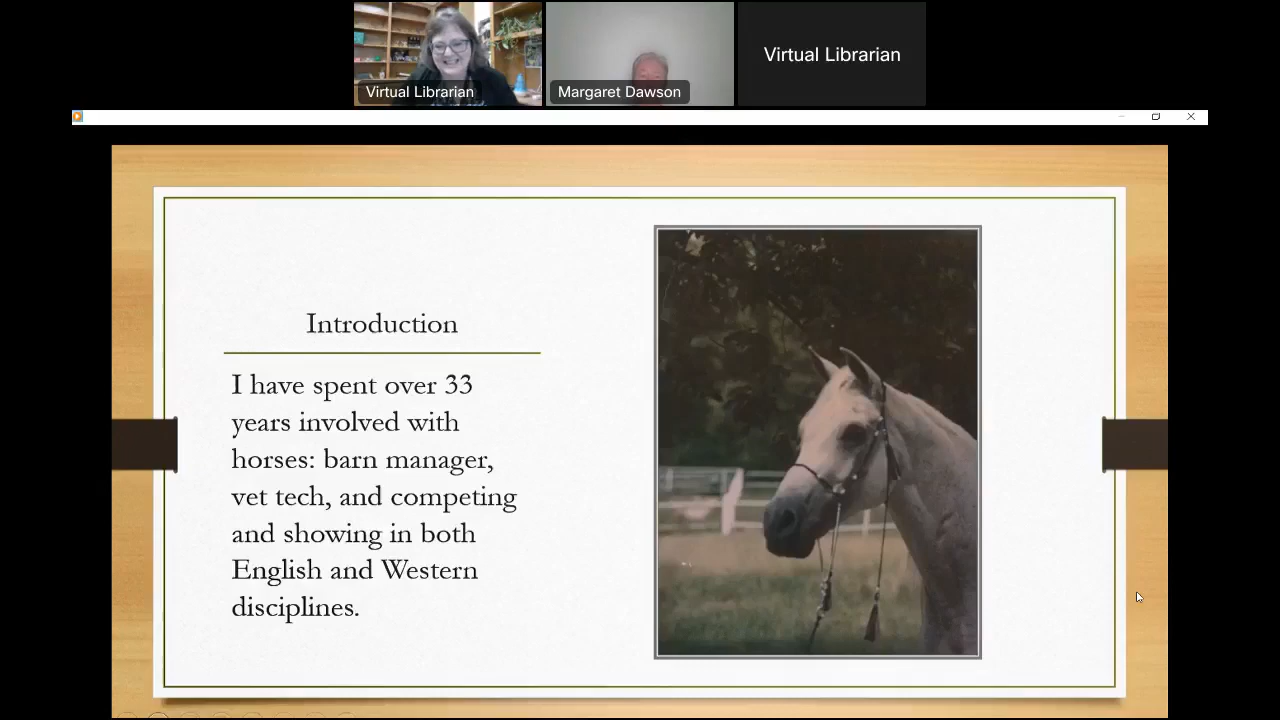 Virtual Librarian
Margaret Dawson
Virtual Librarian
Introduction
I have spent over 33
years involved with
horses: barn manager,
vet tech, and competing
and showing in both
English and Western
disciplines.